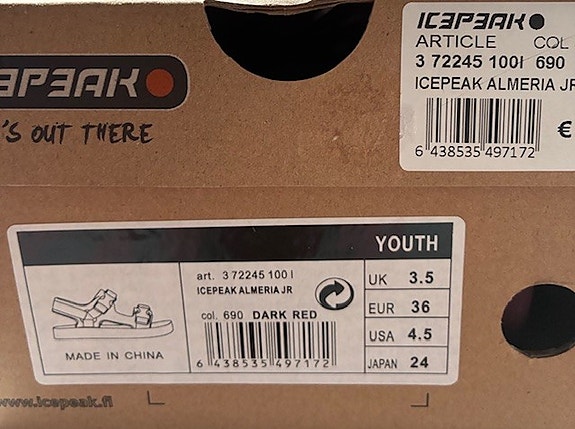 ICEPEAK
ARTICLE COL
3 72245 100I 690
ICEPEAK ALMERIA JR
€
6 438535 497172
'S OUT THERE
YOUTH
art. 3 72245 100 I
ICEPEAK ALMERIA JR
col. 690 DARK RED
6 438535 497172
MADE IN CHINA
UK 3.5
EUR 36
USA 4.5
JAPAN 24
www.icepeak.fi